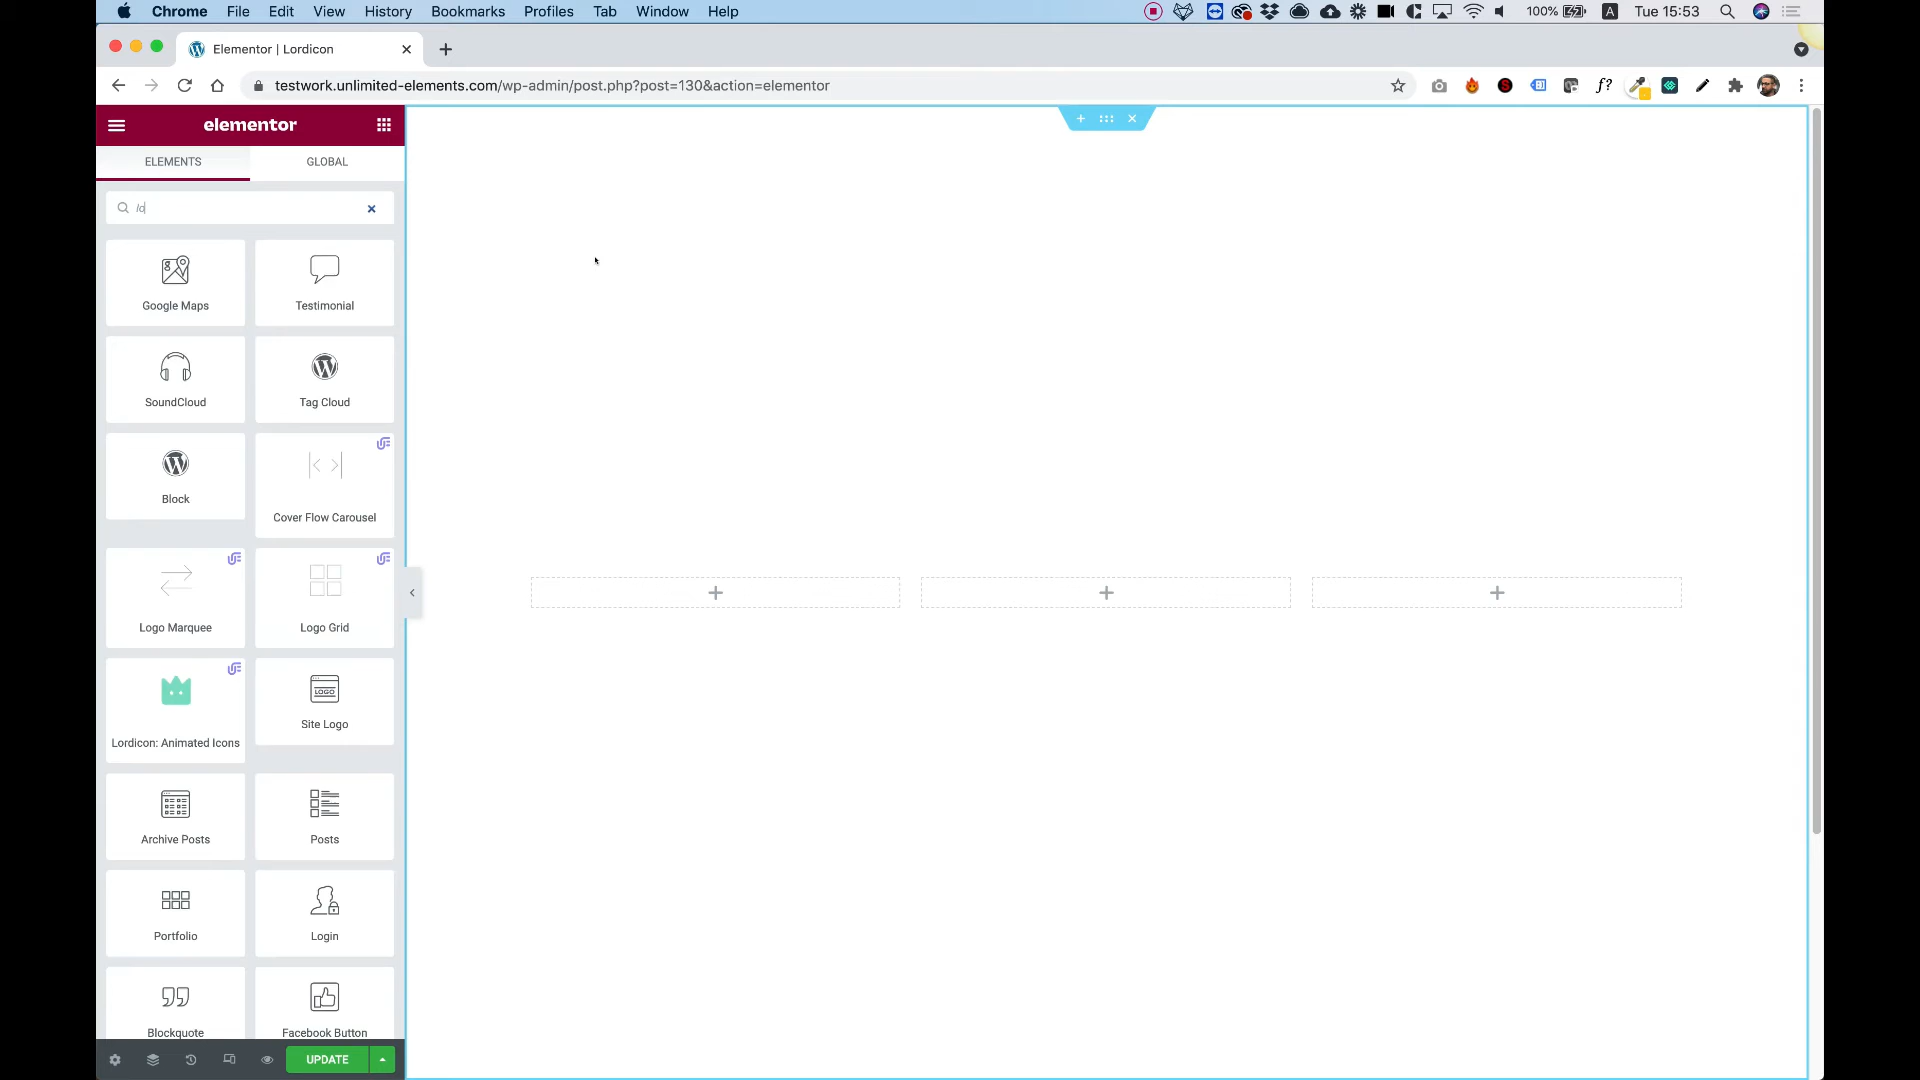 Chrome File Edit View History Bookmarks Profiles Tab Window Help 100% A Tue 15:53
Elementor | Lordicon
testwork.unlimited-elements.com/wp-admin/post.php?post=130&action=elementor
elementor
ELEMENTS GLOBAL
lo
Google Maps Testimonial
SoundCloud Tag Cloud
Block
Cover Flow Carousel
Logo Marquee Logo Grid
LOGO
Site Logo
Lordicon: Animated Icons
Archive Posts Posts
Portfolio Login
Blockquote Facebook Button
UPDATE